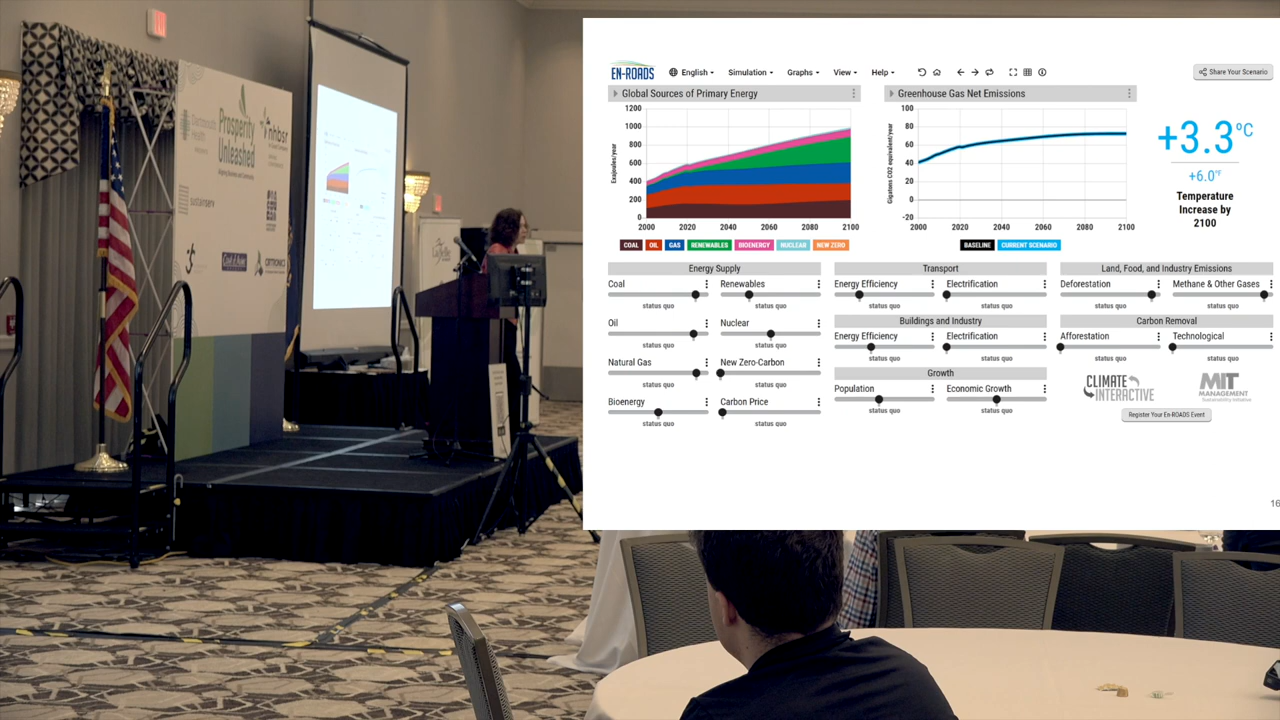 Prosperity
Unleashed
nhbsr
sustainserv
EN-ROADS
English
Simulation
Graphs
View
Help
Share Your Scenario
Global Sources of Primary Energy
Exajoules/year
1200
1000
800
600
400
200
0
2000 2020 2040 2060 2080 2100
COAL OIL GAS RENEWABLES BIOENERGY NUCLEAR NEW ZERO
Greenhouse Gas Net Emissions
Gigatons CO2 equivalent/year
100
80
60
40
20
0
-20
2000 2020 2040 2060 2080 2100
BASELINE CURRENT SCENARIO
+3.3°C
+6.0°F
Temperature
Increase by
2100
Energy Supply
Coal
status quo
Renewables
status quo
Oil
status quo
Nuclear
status quo
Natural Gas
status quo
New Zero-Carbon
status quo
Bioenergy
status quo
Carbon Price
status quo
Transport
Energy Efficiency
status quo
Electrification
status quo
Buildings and Industry
Energy Efficiency
status quo
Electrification
status quo
Growth
Population
status quo
Economic Growth
status quo
Land, Food, and Industry Emissions
Deforestation
status quo
Methane & Other Gases
status quo
Carbon Removal
Afforestation
status quo
Technological
status quo
CLIMATE
INTERACTIVE
MIT
MANAGEMENT
Sustainability Initiative
Register Your En-ROADS Event
16